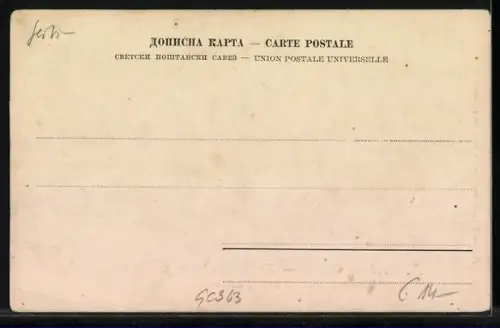 ДОПИСНА КАРТА — CARTE POSTALE
СВЕТСКИ ПОШТАНСКИ САВЕЗ — UNION POSTALE UNIVERSELLE